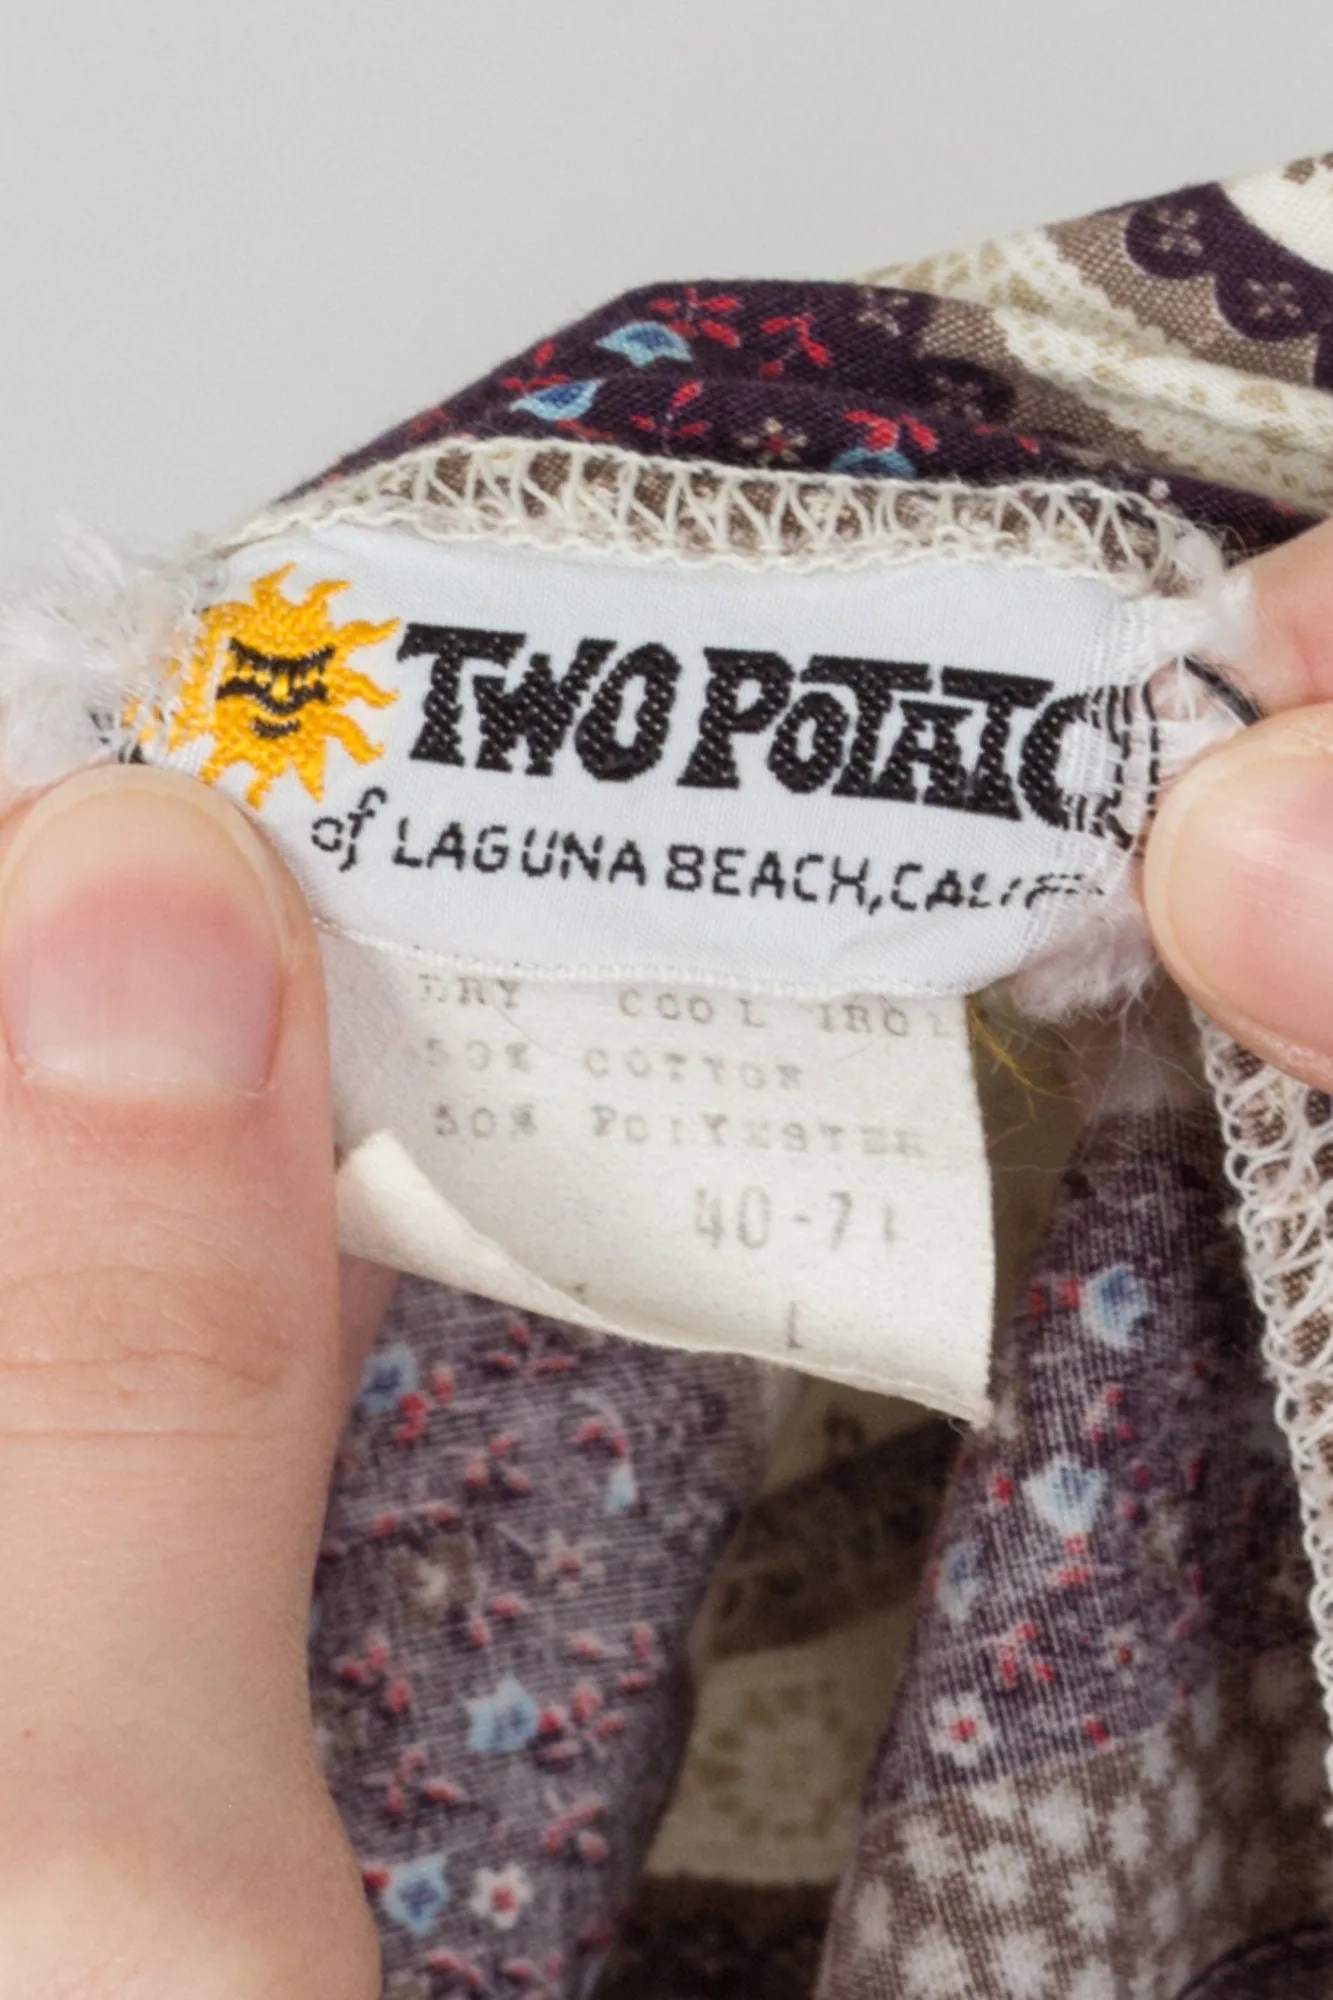 TWO POTATO
of LAGUNA BEACH, CALIF
DRY COOL IRON
50% COTTON
50% POLYESTER
40-71
L